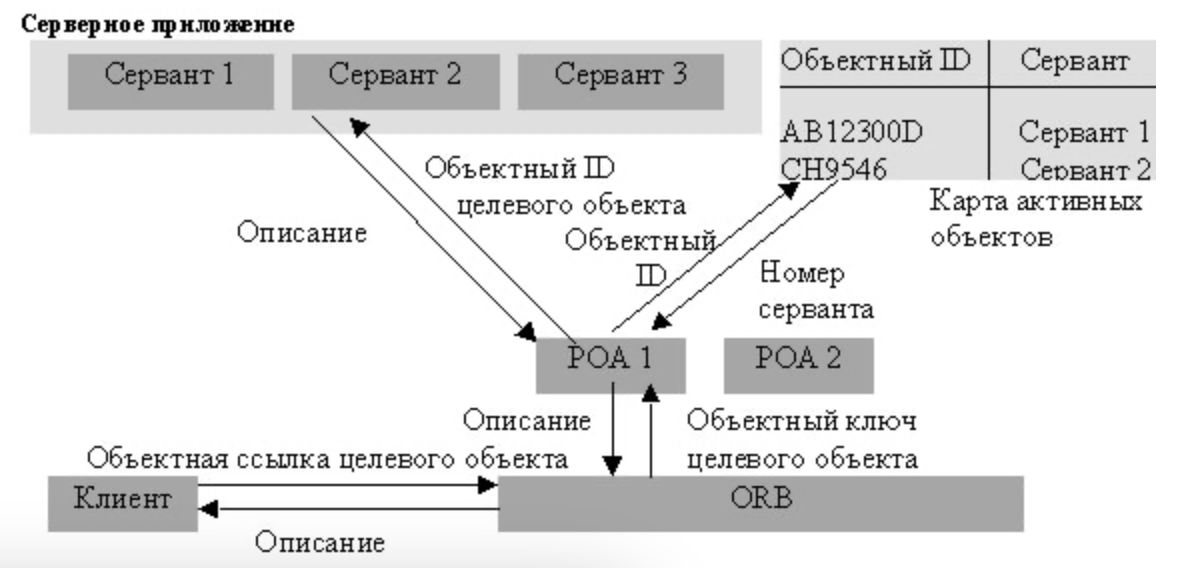 Серверное приложение
Сервант 1
Сервант 2
Сервант 3
Объектный ID
Сервант
AB12300D
Сервант 1
CH9546
Сервант 2
Карта активных
объектов
Объектный ID
целевого объекта
Описание
Объектный
ID
Номер
серванта
POA 1
POA 2
Описание
Объектный ключ
целевого объекта
Объектная ссылка целевого объекта
Клиент
ORB
Описание